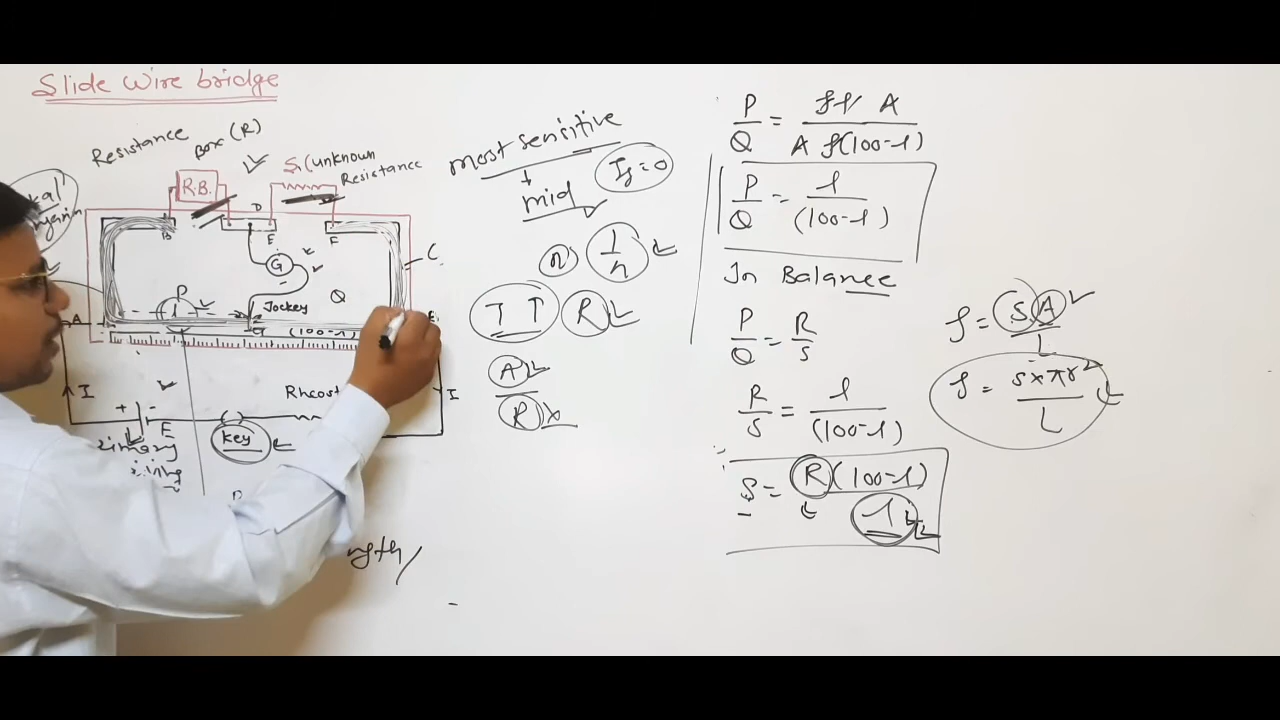 Slide Wire bridge
Resistance
Box (R)
S (unknown
Resistance
R.B.
B
D
E
F
G
C
P
l
Jockey
Q
A
G
(100-l)
E
I
I
+ -
E
key
Rheost
most sensitive
mid
Ig = 0
n
1/n
T ↑
R
A
R ×
P/Q = ρl/ A / A ρ(100-l)
P/Q = l/(100-l)
In Balance
P/Q = R/S
R/S = l/(100-l)
S = R(100-l)/l
ρ = SA/L
ρ = S×πr²/L